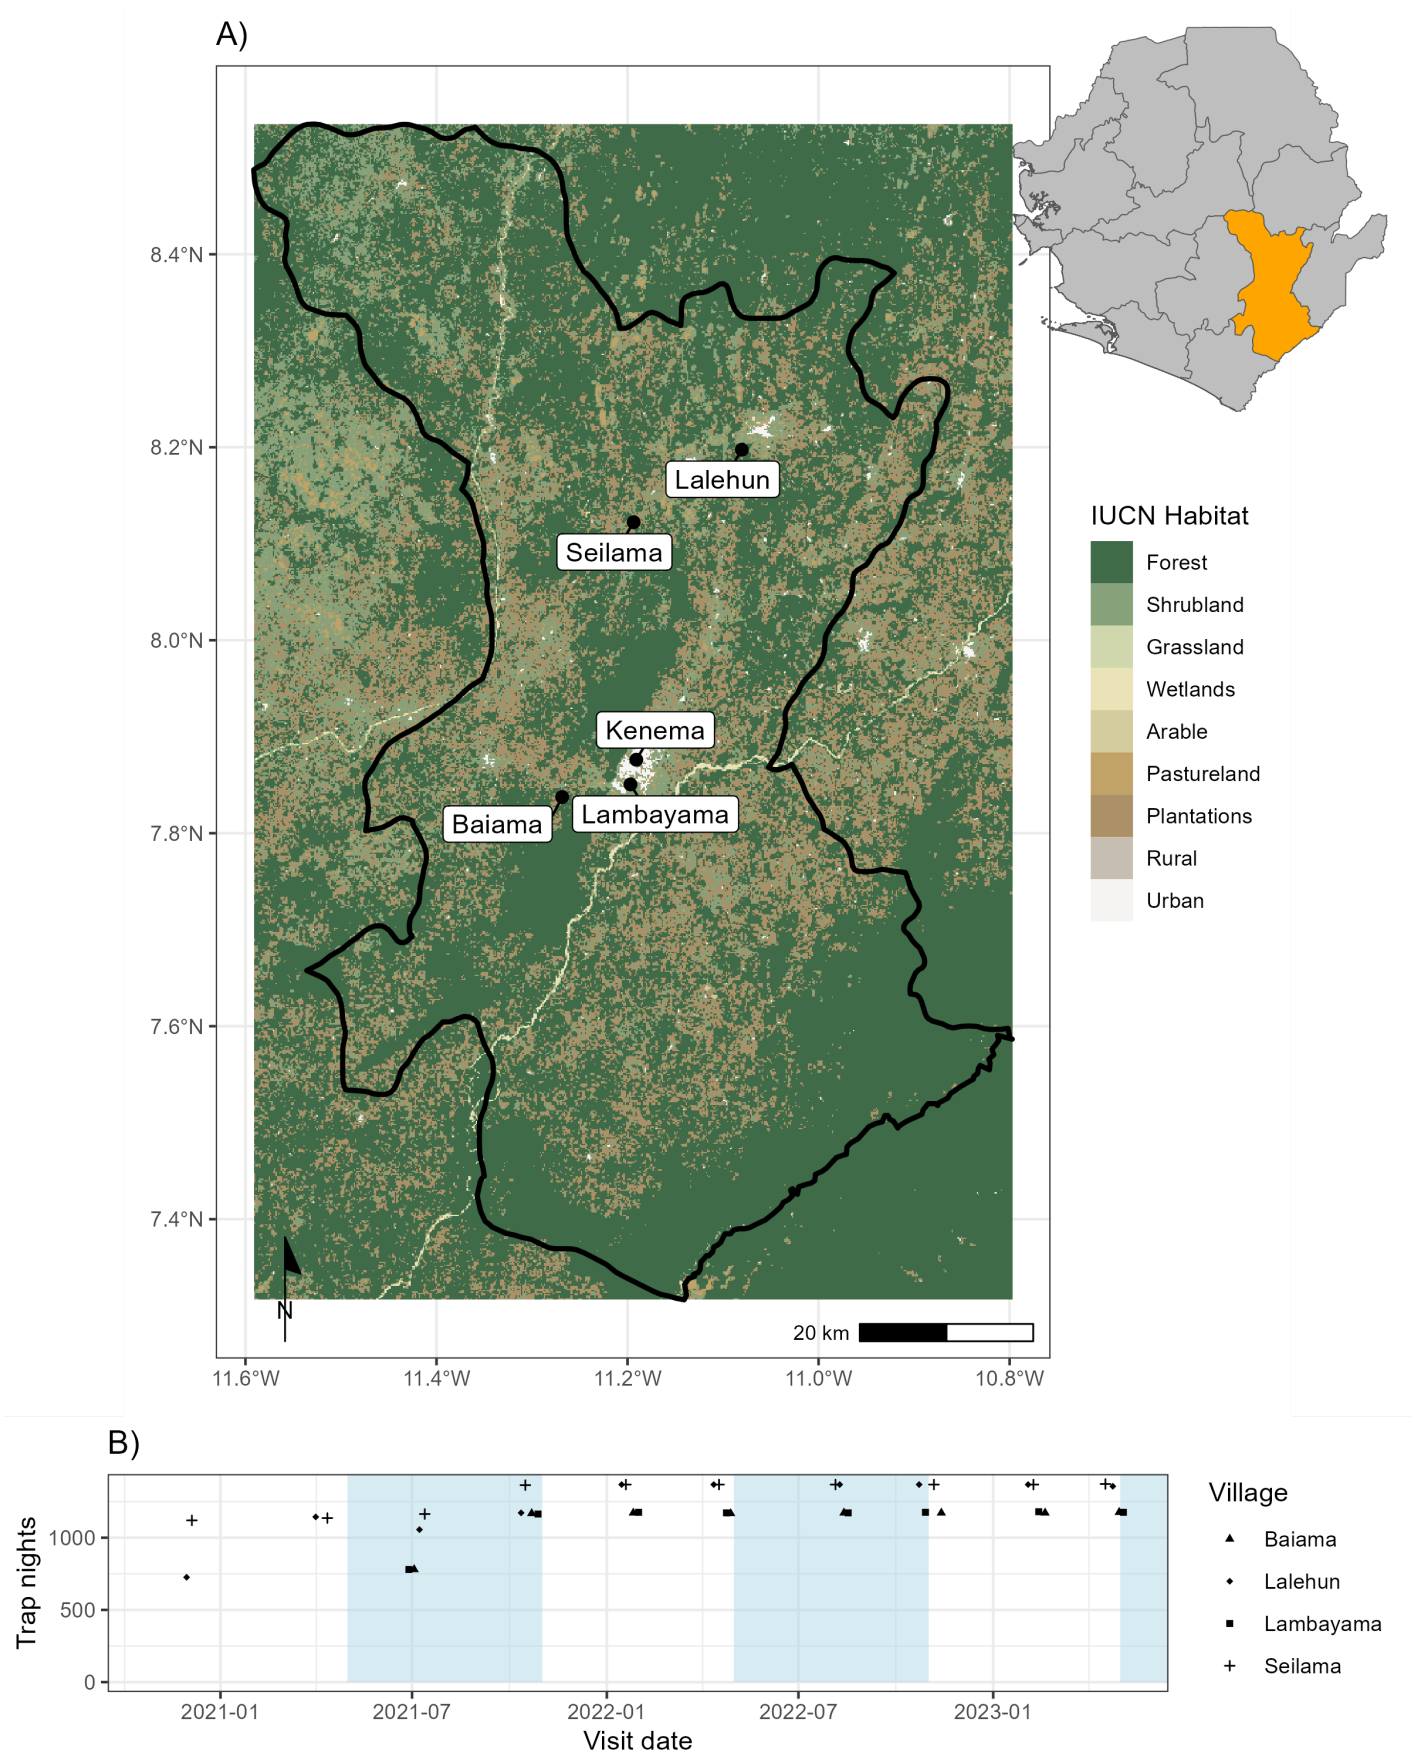 A)
8.4°N
8.2°N
8.0°N
7.8°N
7.6°N
7.4°N
Lalehun
Seilama
Kenema
Baiama
Lambayama
N
20 km
11.6°W
11.4°W
11.2°W
11.0°W
10.8°W
IUCN Habitat
Forest
Shrubland
Grassland
Wetlands
Arable
Pastureland
Plantations
Rural
Urban
B)
Trap nights
1000
500
0
2021-01
2021-07
2022-01
2022-07
2023-01
Visit date
Village
Baiama
Lalehun
Lambayama
Seilama